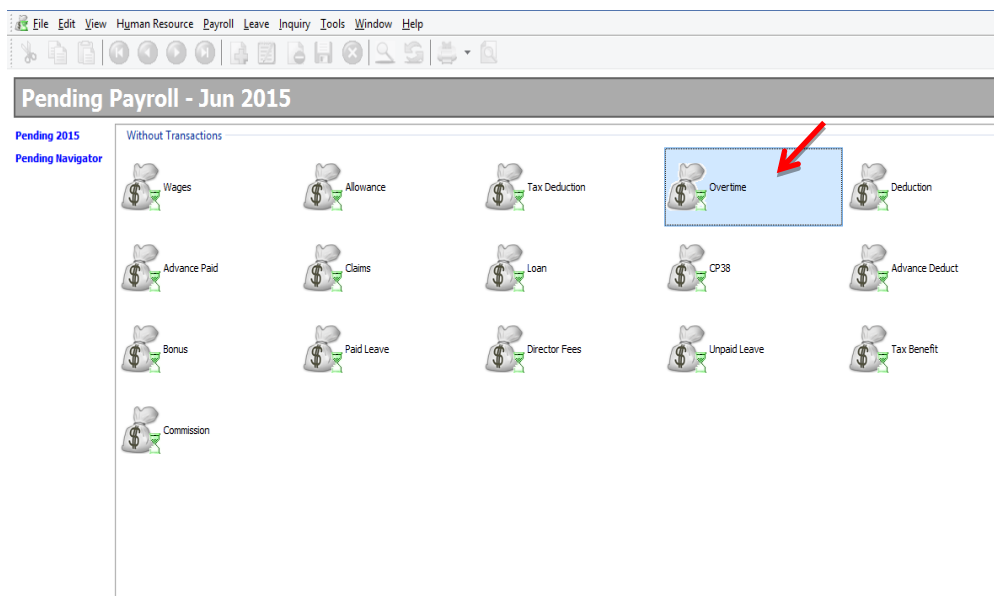 File Edit View Human Resource Payroll Leave Inquiry Tools Window Help
Pending Payroll - Jun 2015
Pending 2015
Pending Navigator
Without Transactions
Wages Allowance Tax Deduction Overtime Deduction
Advance Paid Claims Loan CP38 Advance Deduct
Bonus Paid Leave Director Fees Unpaid Leave Tax Benefit
Commission